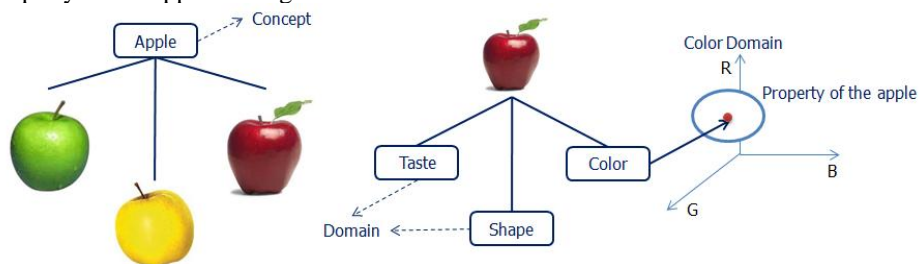 Concept
Apple
Taste
Domain
Shape
Color
Color Domain
R
Property of the apple
B
G